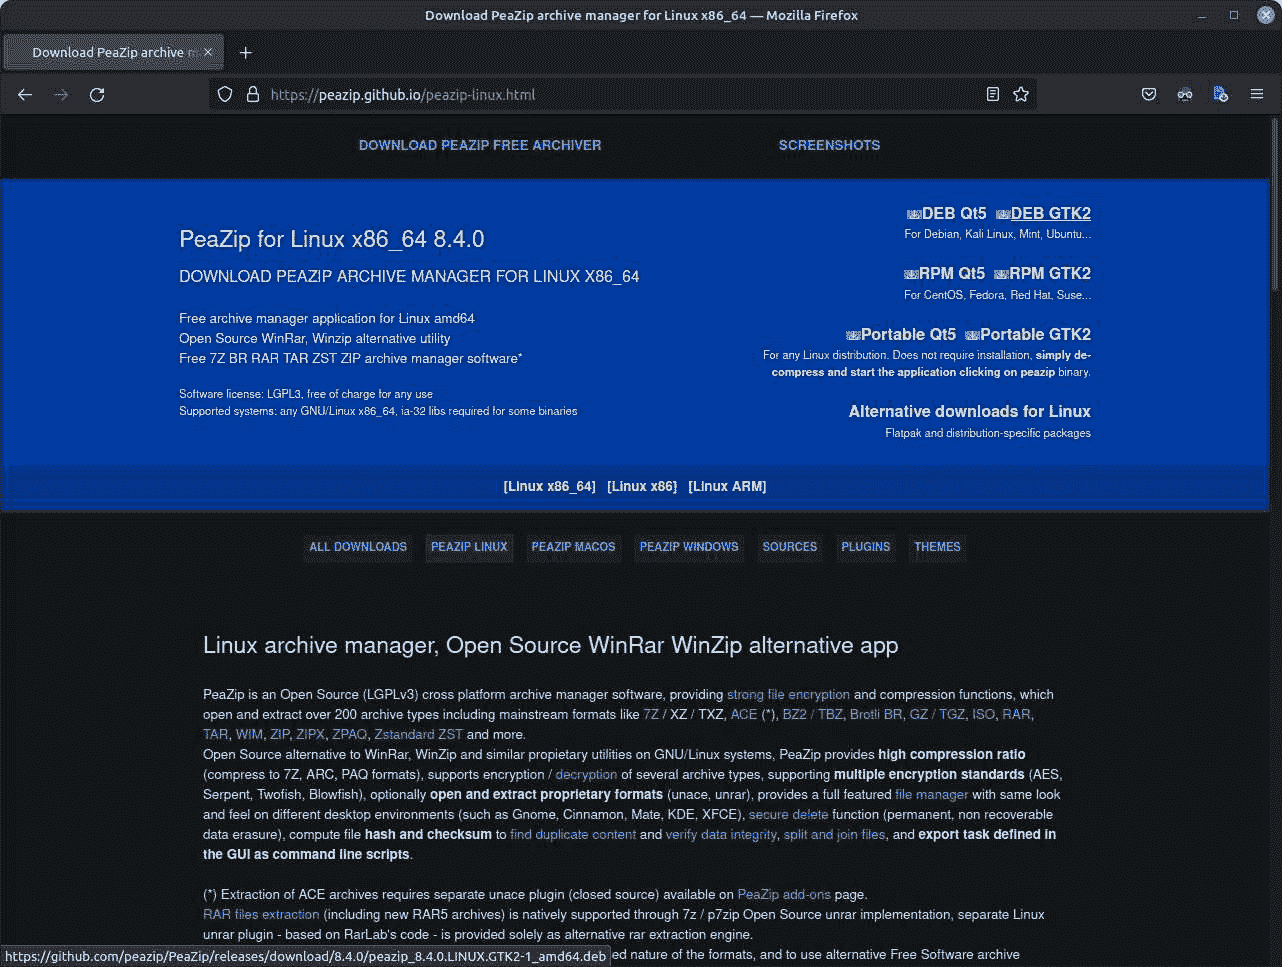 Download PeaZip archive manager for Linux x86_64 — Mozilla Firefox
Download PeaZip archive m
https://peazip.github.io/peazip-linux.html
DOWNLOAD PEAZIP FREE ARCHIVER
SCREENSHOTS
PeaZip for Linux x86_64 8.4.0
DOWNLOAD PEAZIP ARCHIVE MANAGER FOR LINUX X86_64
Free archive manager application for Linux amd64
Open Source WinRar, Winzip alternative utility
Free 7Z BR RAR TAR ZST ZIP archive manager software*
Software license: LGPL3, free of charge for any use
Supported systems: any GNU/Linux x86_64, ia-32 libs required for some binaries
DEB Qt5 DEB GTK2
For Debian, Kali Linux, Mint, Ubuntu...
RPM Qt5 RPM GTK2
For CentOS, Fedora, Red Hat, Suse...
Portable Qt5 Portable GTK2
For any Linux distribution. Does not require installation, simply de-
compress and start the application clicking on peazip binary.
Alternative downloads for Linux
Flatpak and distribution-specific packages
[Linux x86_64] [Linux x86] [Linux ARM]
ALL DOWNLOADS PEAZIP LINUX PEAZIP MACOS PEAZIP WINDOWS SOURCES PLUGINS THEMES
Linux archive manager, Open Source WinRar WinZip alternative app
PeaZip is an Open Source (LGPLv3) cross platform archive manager software, providing strong file encryption and compression functions, which
open and extract over 200 archive types including mainstream formats like 7Z / XZ / TXZ, ACE (*), BZ2 / TBZ, Brotli BR, GZ / TGZ, ISO, RAR,
TAR, WIM, ZIP, ZIPX, ZPAQ, Zstandard ZST and more.
Open Source alternative to WinRar, WinZip and similar propietary utilities on GNU/Linux systems, PeaZip provides high compression ratio
(compress to 7Z, ARC, PAQ formats), supports encryption / decryption of several archive types, supporting multiple encryption standards (AES,
Serpent, Twofish, Blowfish), optionally open and extract proprietary formats (unace, unrar), provides a full featured file manager with same look
and feel on different desktop environments (such as Gnome, Cinnamon, Mate, KDE, XFCE), secure delete function (permanent, non recoverable
data erasure), compute file hash and checksum to find duplicate content and verify data integrity, split and join files, and export task defined in
the GUI as command line scripts.
(*) Extraction of ACE archives requires separate unace plugin (closed source) available on PeaZip add-ons page.
RAR files extraction (including new RAR5 archives) is natively supported through 7z / p7zip Open Source unrar implementation, separate Linux
unrar plugin - based on RarLab's code - is provided solely as alternative rar extraction engine.
ed nature of the formats, and to use alternative Free Software archive
https://github.com/peazip/PeaZip/releases/download/8.4.0/peazip_8.4.0.LINUX.GTK2-1_amd64.deb